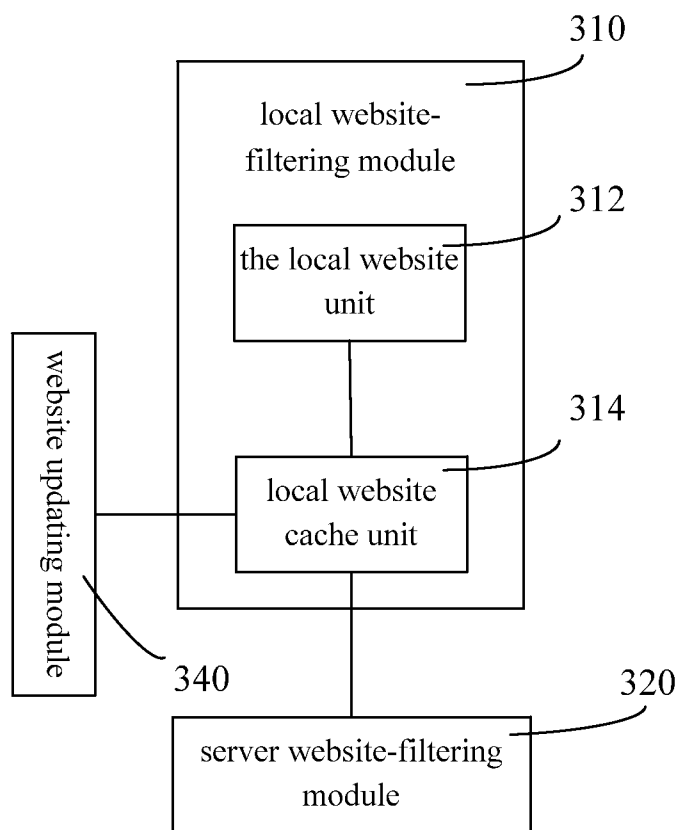 310
local website-
filtering module
312
the local website
unit
314
local website
cache unit
website updating module
340
320
server website-filtering
module